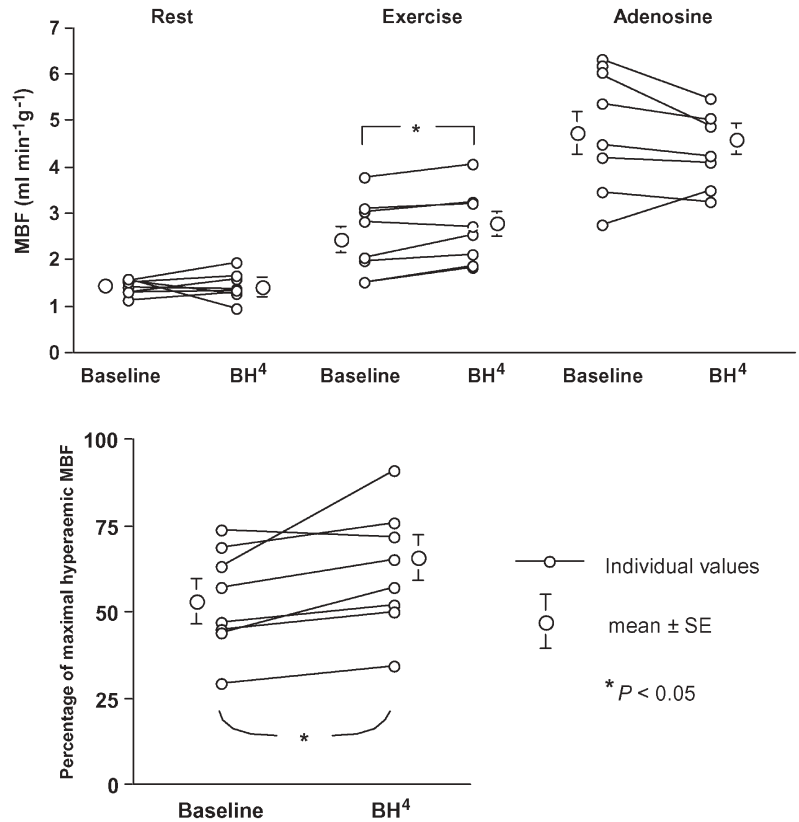 Rest Exercise Adenosine
MBF (ml min⁻¹g⁻¹)
7
6
5
4
3
2
1
0
*
Baseline BH⁴ Baseline BH⁴ Baseline BH⁴
Percentage of maximal hyperaemic MBF
100
75
50
25
0
*
Baseline BH⁴
Individual values
mean ± SE
* P < 0.05